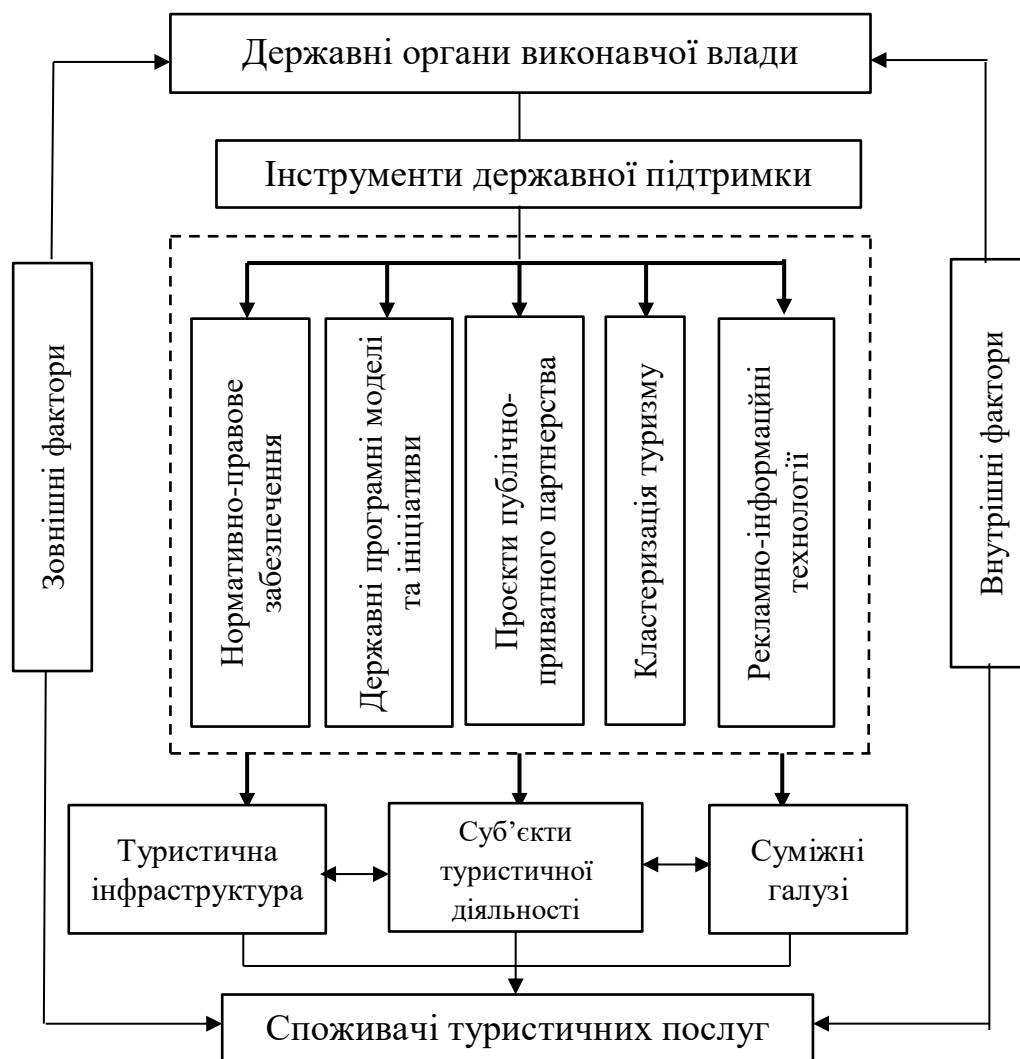 Державні органи виконавчої влади
Інструменти державної підтримки
Зовнішні фактори
Нормативно-правове
забезпечення
Державні програмні моделі
та ініціативи
Проєкти публічно-
приватного партнерства
Кластеризація туризму
Рекламно-інформаційні
технології
Внутрішні фактори
Туристична
інфраструктура
Суб’єкти
туристичної
діяльності
Суміжні
галузі
Споживачі туристичних послуг